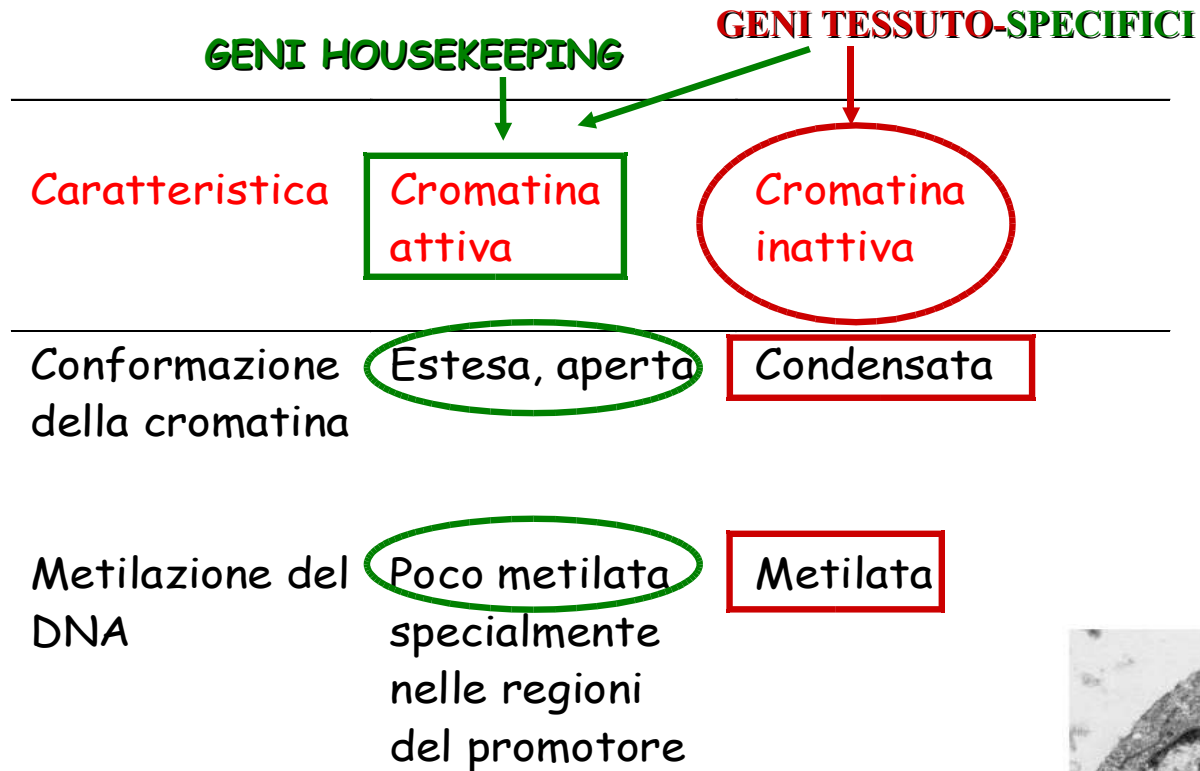 GENI HOUSEKEEPING
GENI TESSUTO-SPECIFICI
Caratteristica
Cromatina
attiva
Cromatina
inattiva
Conformazione
della cromatina
Estesa, aperta
Condensata
Metilazione del
DNA
Poco metilata
specialmente
nelle regioni
del promotore
Metilata